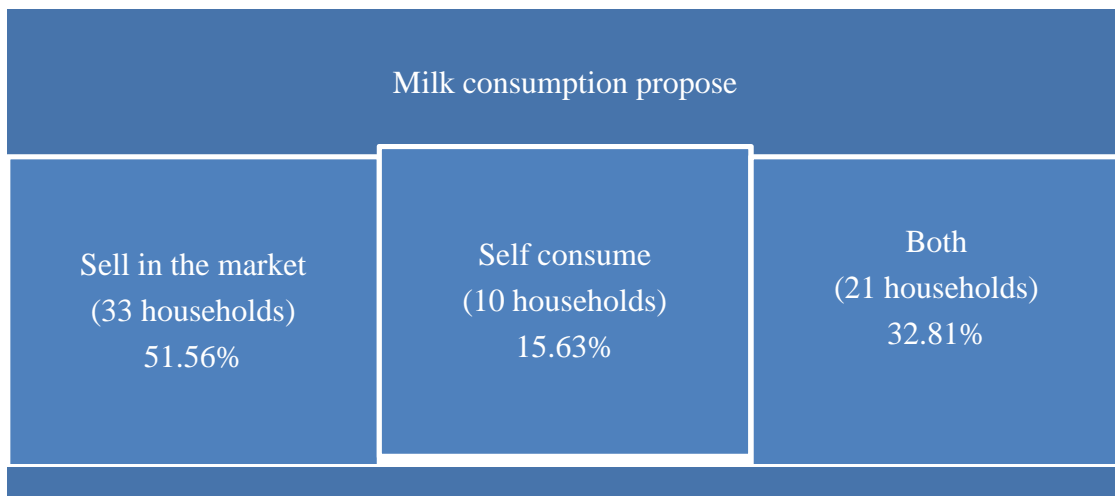 Milk consumption propose
Sell in the market
(33 households)
51.56%
Self consume
(10 households)
15.63%
Both
(21 households)
32.81%